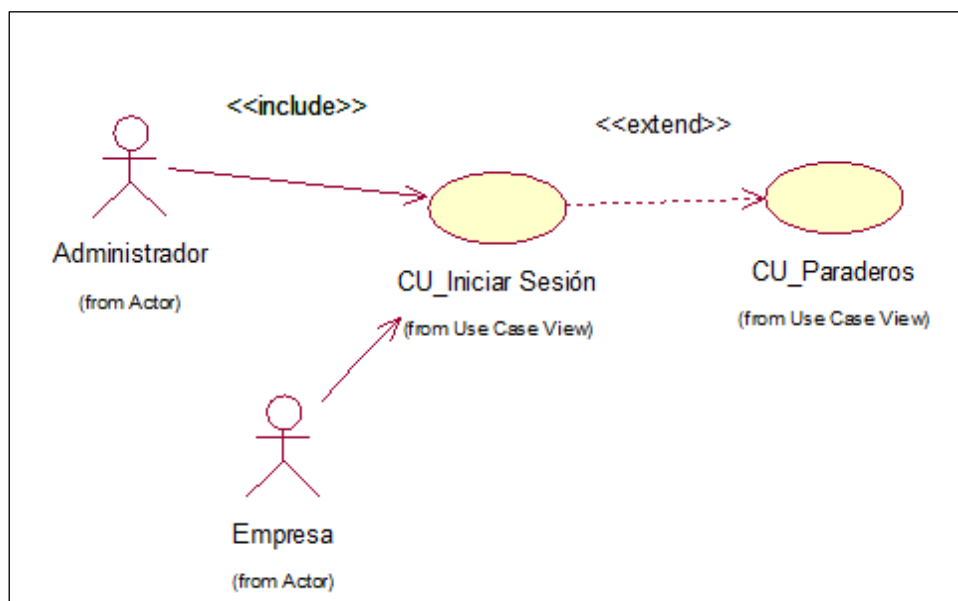 <<include>>
<<extend>>
Administrador
(from Actor)
CU_Iniciar Sesión
(from Use Case View)
CU_Paraderos
(from Use Case View)
Empresa
(from Actor)